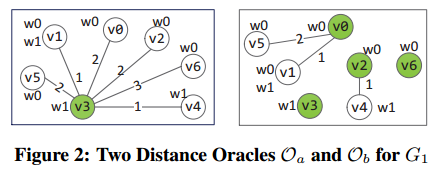 w0 w0 w0
w1 v1 v0 v2 w0
2 2 v6
v5 1 3
2 w1
w0 w1 v3 1 v4
w0 w0 v0
v5 2 w0 w0
w0 v1 1 v2 v6
w1 1
w1 v3 v4 w1
Figure 2: Two Distance Oracles 𝒪a and 𝒪b for G1